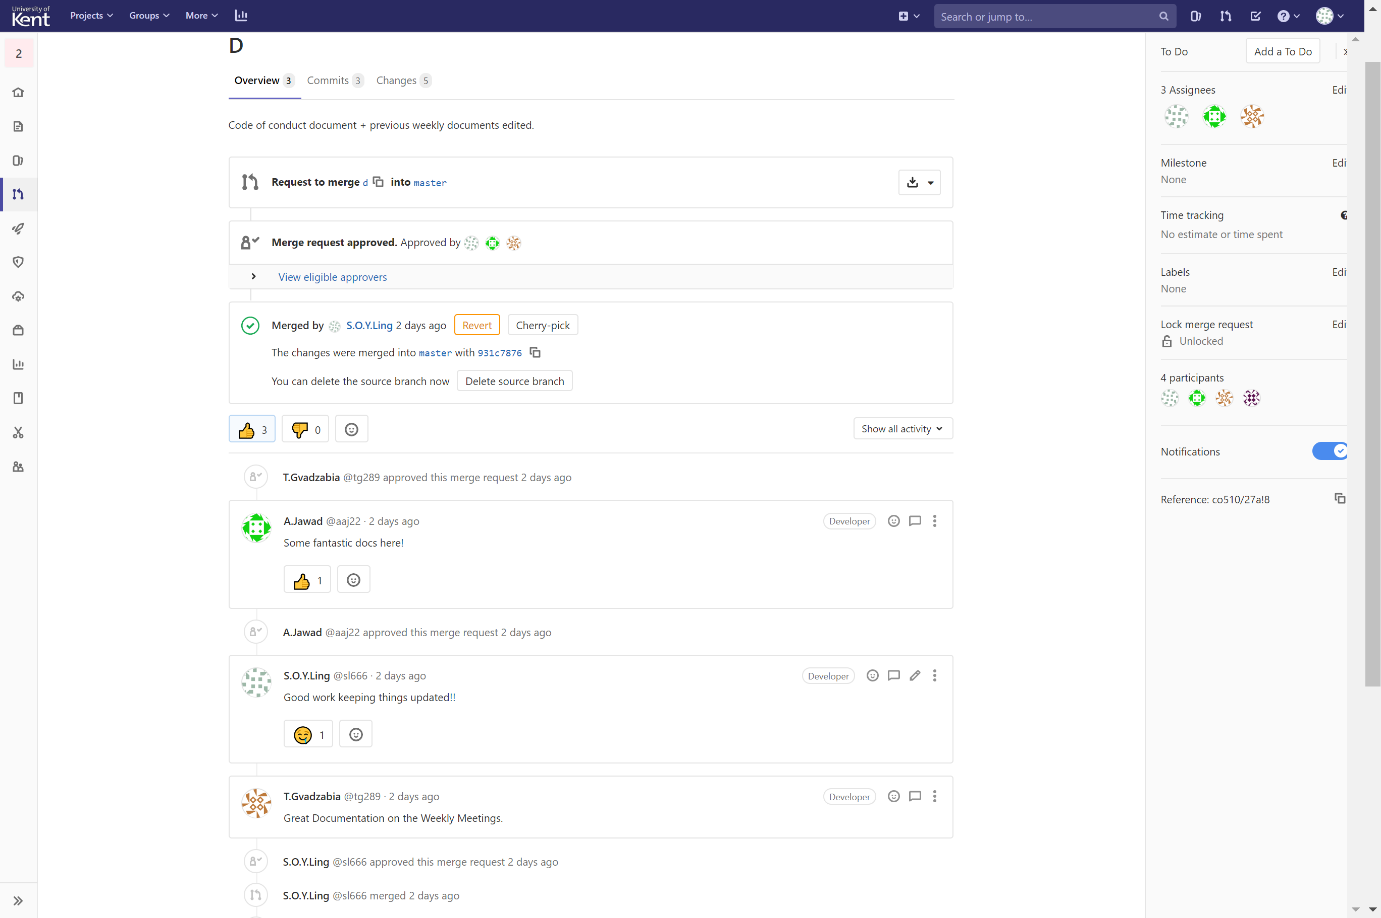 University of
Kent
Projects
Groups
More
Search or jump to...
2
D
Overview 3
Commits 3
Changes 5
Code of conduct document + previous weekly documents edited.
Request to merge d into master
Merge request approved. Approved by
View eligible approvers
Merged by S.O.Y.Ling 2 days ago Revert Cherry-pick
The changes were merged into master with 931c7876
You can delete the source branch now Delete source branch
3
0
Show all activity
T.Gvadzabia @tg289 approved this merge request 2 days ago
A.Jawad @aaj22 · 2 days ago
Developer
Some fantastic docs here!
1
A.Jawad @aaj22 approved this merge request 2 days ago
S.O.Y.Ling @sl666 · 2 days ago
Developer
Good work keeping things updated!!
1
T.Gvadzabia @tg289 · 2 days ago
Developer
Great Documentation on the Weekly Meetings.
S.O.Y.Ling @sl666 approved this merge request 2 days ago
S.O.Y.Ling @sl666 merged 2 days ago
To Do
Add a To Do
3 Assignees
Edi
Milestone
Edi
None
Time tracking
No estimate or time spent
Labels
Edi
None
Lock merge request
Edi
Unlocked
4 participants
Notifications
Reference: co510/27a!8